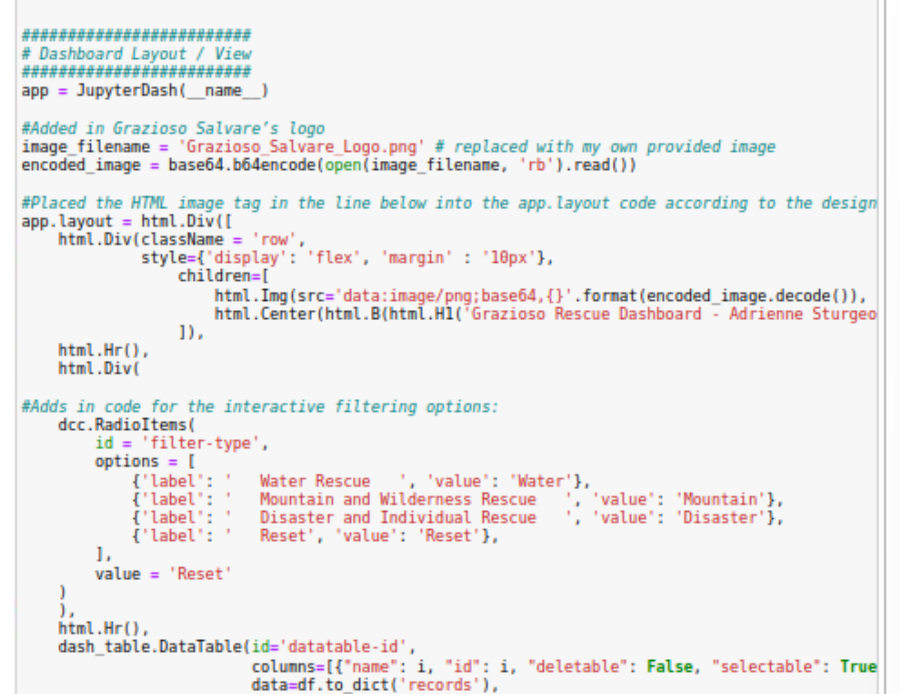 #########################
# Dashboard Layout / View
#########################
app = JupyterDash(__name__)

#Added in Grazioso Salvare’s logo
image_filename = 'Grazioso_Salvare_Logo.png' # replaced with my own provided image
encoded_image = base64.b64encode(open(image_filename, 'rb').read())

#Placed the HTML image tag in the line below into the app.layout code according to the design
app.layout = html.Div([
    html.Div(className = 'row',
             style={'display': 'flex', 'margin' : '10px'},
                 children=[
                     html.Img(src='data:image/png;base64,{}'.format(encoded_image.decode()),
                     html.Center(html.B(html.H1('Grazioso Rescue Dashboard - Adrienne Sturgeo
                 ]),
    html.Hr(),
    html.Div(

#Adds in code for the interactive filtering options:
    dcc.RadioItems(
        id = 'filter-type',
        options = [
            {'label': '   Water Rescue   ', 'value': 'Water'},
            {'label': '   Mountain and Wilderness Rescue   ', 'value': 'Mountain'},
            {'label': '   Disaster and Individual Rescue   ', 'value': 'Disaster'},
            {'label': '   Reset', 'value': 'Reset'},
        ],
        value = 'Reset'
    )
    ),
    html.Hr(),
    dash_table.DataTable(id='datatable-id',
                         columns=[{"name": i, "id": i, "deletable": False, "selectable": True
                         data=df.to_dict('records'),